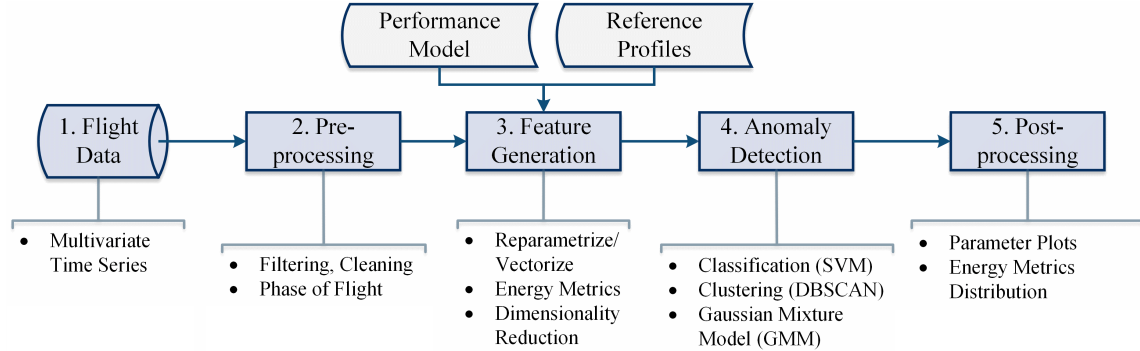 Performance
Model
Reference
Profiles
1. Flight
Data
2. Pre-
processing
3. Feature
Generation
4. Anomaly
Detection
5. Post-
processing
• Multivariate
Time Series
• Filtering, Cleaning
• Phase of Flight
• Reparametrize/
Vectorize
• Energy Metrics
• Dimensionality
Reduction
• Classification (SVM)
• Clustering (DBSCAN)
• Gaussian Mixture
Model (GMM)
• Parameter Plots
• Energy Metrics
Distribution